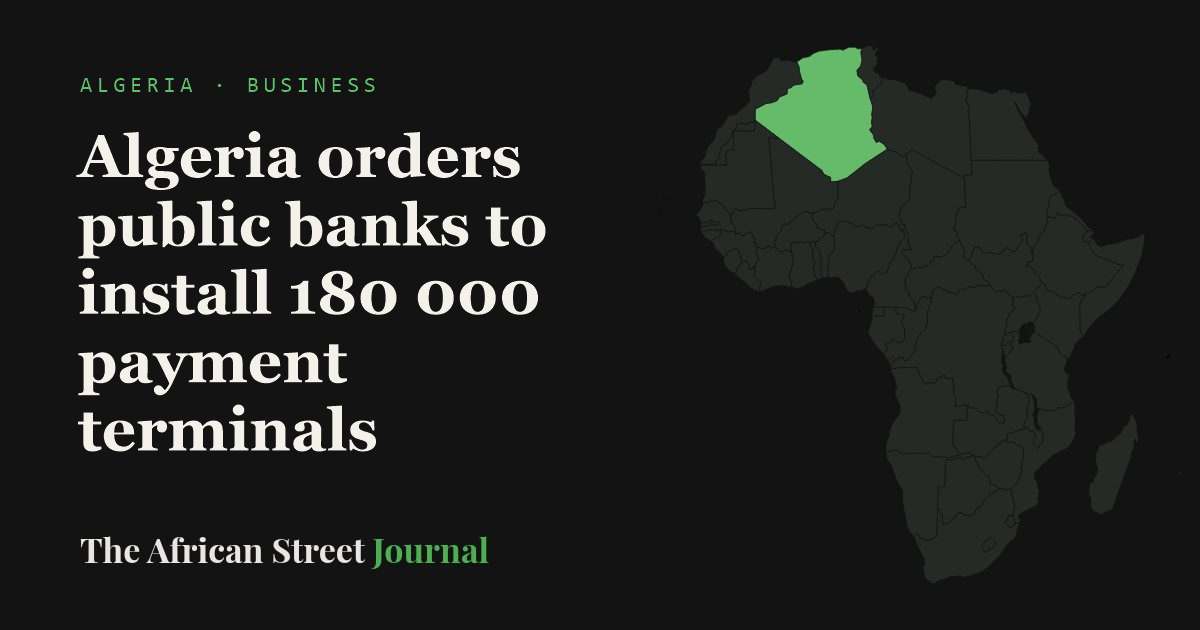 ALGERIA · BUSINESS
Algeria orders
public banks to
install 180 000
payment
terminals
The African Street Journal